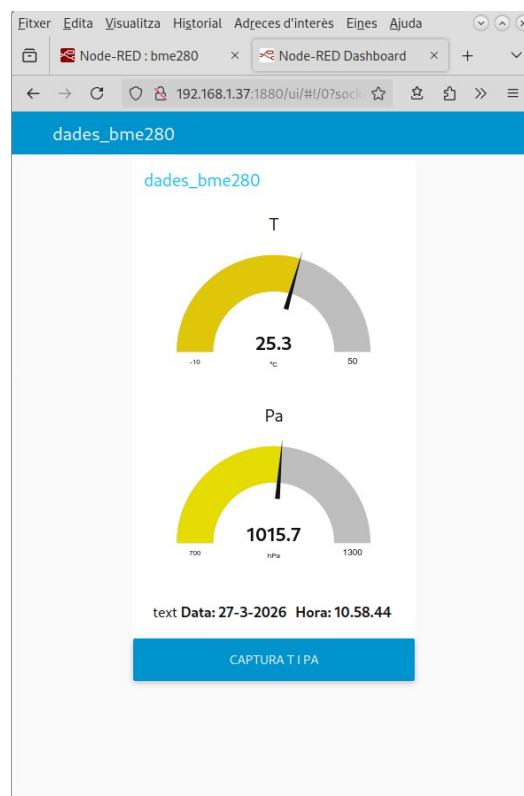 Fitxer Edita Visualitza Historial Adreces d'interès Eines Ajuda
Node-RED : bme280 × Node-RED Dashboard × +
192.168.1.37:1880/ui/#!/0?sock
dades_bme280
dades_bme280
T
25.3
-10 ºC 50
Pa
1015.7
700 hPa 1300
text Data: 27-3-2026 Hora: 10.58.44
CAPTURA T I PA